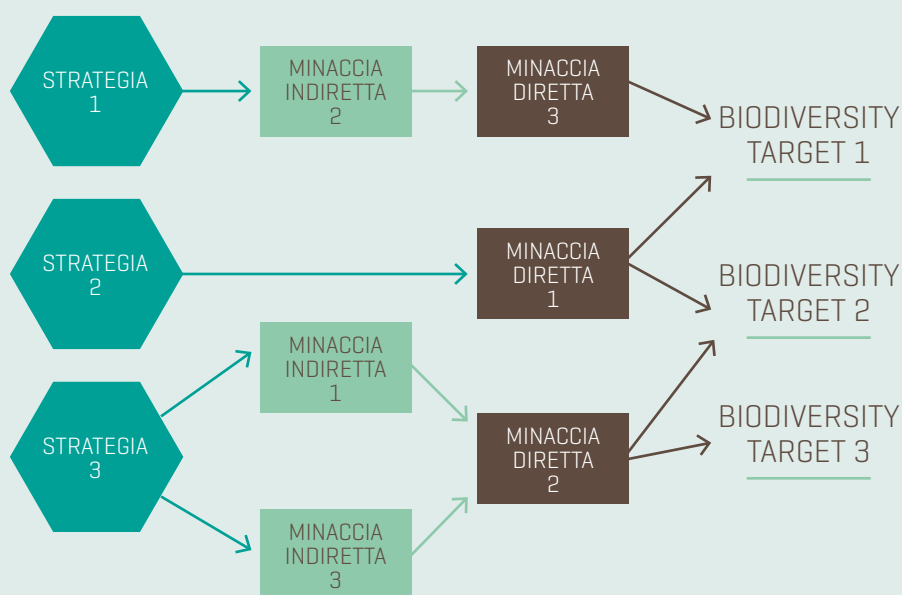 STRATEGIA
1
MINACCIA
INDIRETTA
2
MINACCIA
DIRETTA
3
BIODIVERSITY
TARGET 1
STRATEGIA
2
MINACCIA
DIRETTA
1
BIODIVERSITY
TARGET 2
MINACCIA
INDIRETTA
1
STRATEGIA
3
MINACCIA
DIRETTA
2
BIODIVERSITY
TARGET 3
MINACCIA
INDIRETTA
3